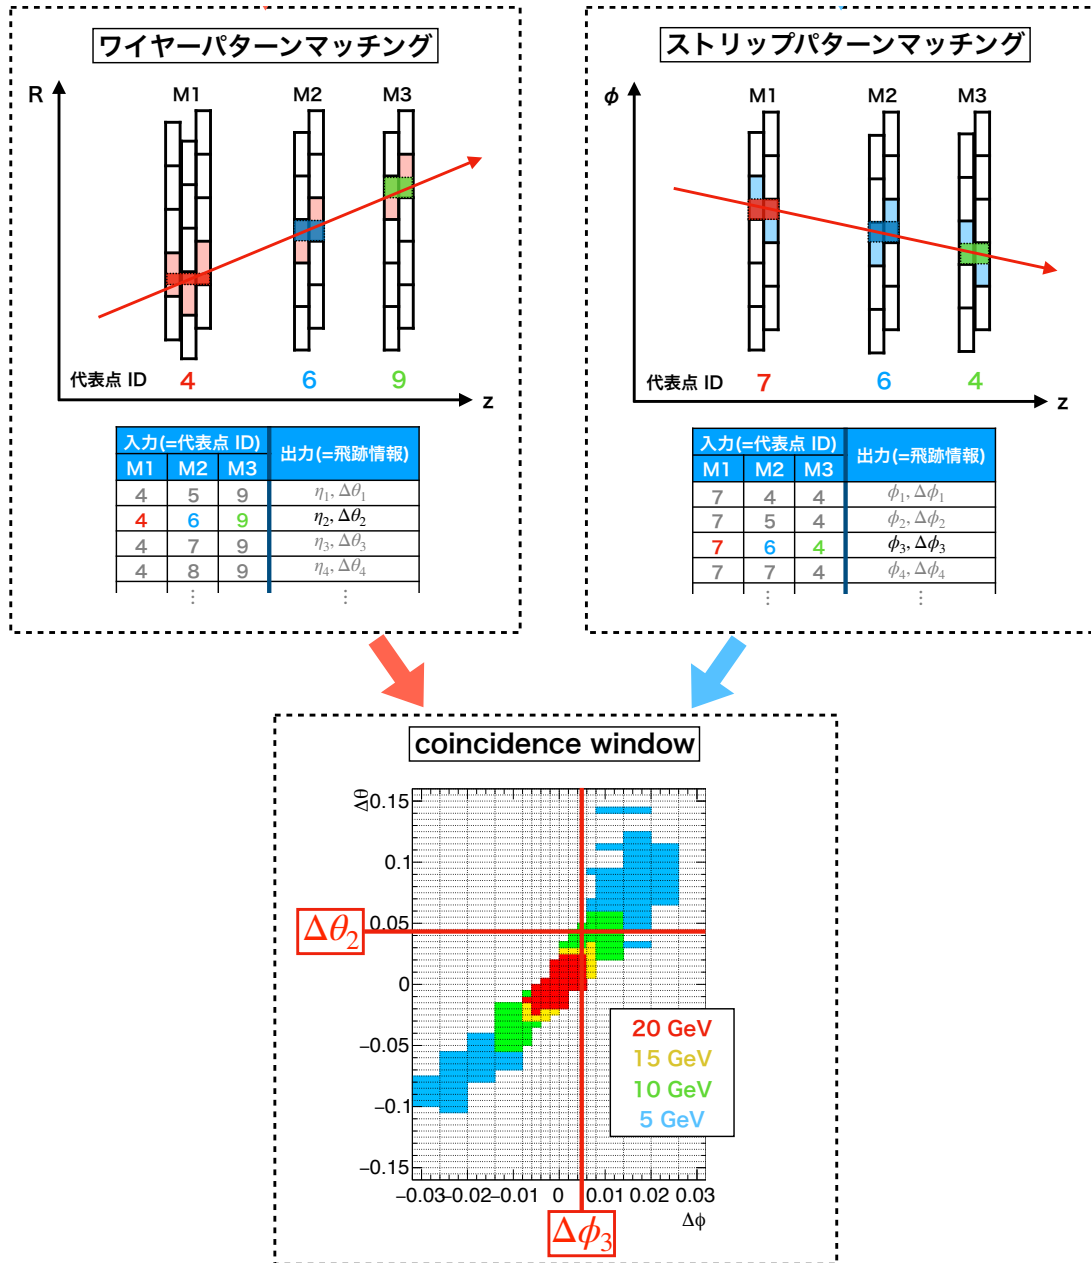 ワイヤーパターンマッチング
R
M1
M2
M3
代表点 ID
4
6
9
z
入力(=代表点 ID)
出力(=飛跡情報)
M1 M2 M3
4 5 9 η₁, Δθ₁
4 6 9 η₂, Δθ₂
4 7 9 η₃, Δθ₃
4 8 9 η₄, Δθ₄
⋮ ⋮
ストリップパターンマッチング
ϕ
M1
M2
M3
代表点 ID
7
6
4
z
入力(=代表点 ID)
出力(=飛跡情報)
M1 M2 M3
7 4 4 ϕ₁, Δϕ₁
7 5 4 ϕ₂, Δϕ₂
7 6 4 ϕ₃, Δϕ₃
7 7 4 ϕ₄, Δϕ₄
⋮ ⋮
coincidence window
Δθ
0.15
0.1
0.05
Δθ₂
0
−0.05
−0.1
−0.15
20 GeV
15 GeV
10 GeV
5 GeV
−0.03 −0.02 −0.01 0 0.01 0.02 0.03
Δϕ
Δϕ₃